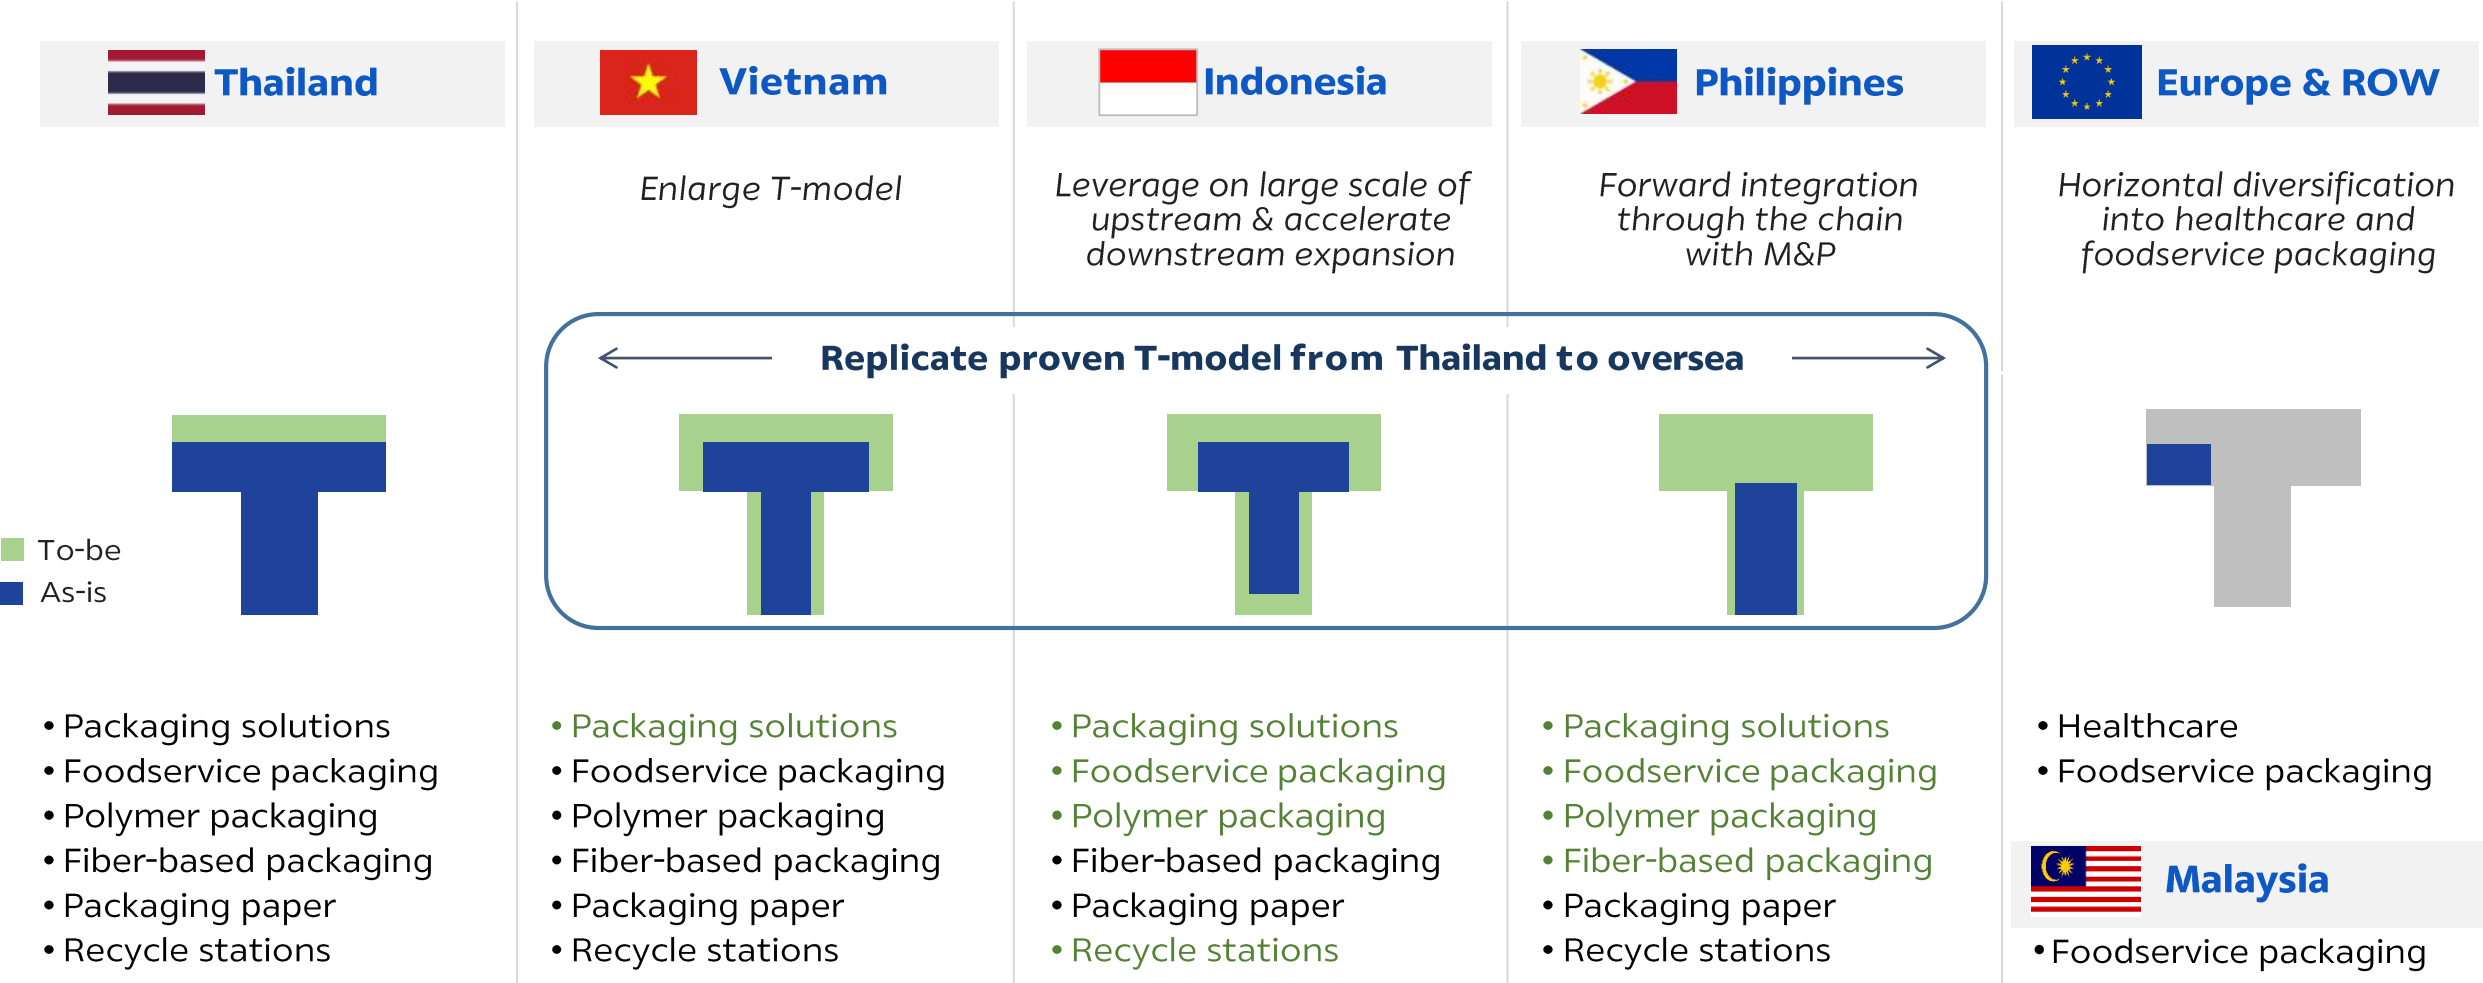 Thailand
Vietnam
Indonesia
Philippines
Europe & ROW
Enlarge T-model
Leverage on large scale of
upstream & accelerate
downstream expansion
Forward integration
through the chain
with M&P
Horizontal diversification
into healthcare and
foodservice packaging
Replicate proven T-model from Thailand to oversea
To-be
As-is
• Packaging solutions
• Foodservice packaging
• Polymer packaging
• Fiber-based packaging
• Packaging paper
• Recycle stations
• Packaging solutions
• Foodservice packaging
• Polymer packaging
• Fiber-based packaging
• Packaging paper
• Recycle stations
• Packaging solutions
• Foodservice packaging
• Polymer packaging
• Fiber-based packaging
• Packaging paper
• Recycle stations
• Packaging solutions
• Foodservice packaging
• Polymer packaging
• Fiber-based packaging
• Packaging paper
• Recycle stations
• Healthcare
• Foodservice packaging
Malaysia
• Foodservice packaging